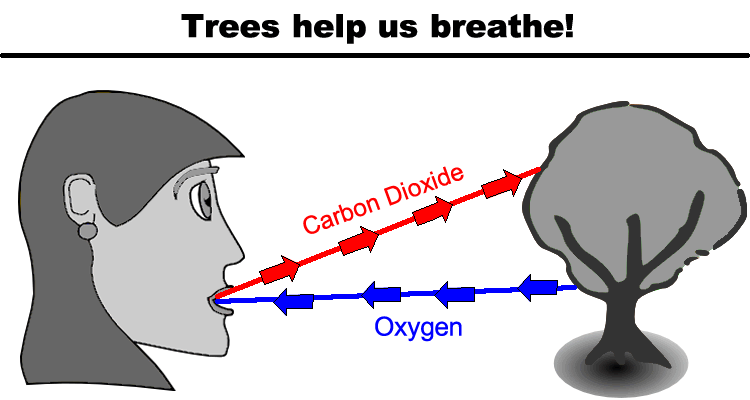 Trees help us breathe!
Carbon Dioxide
Oxygen